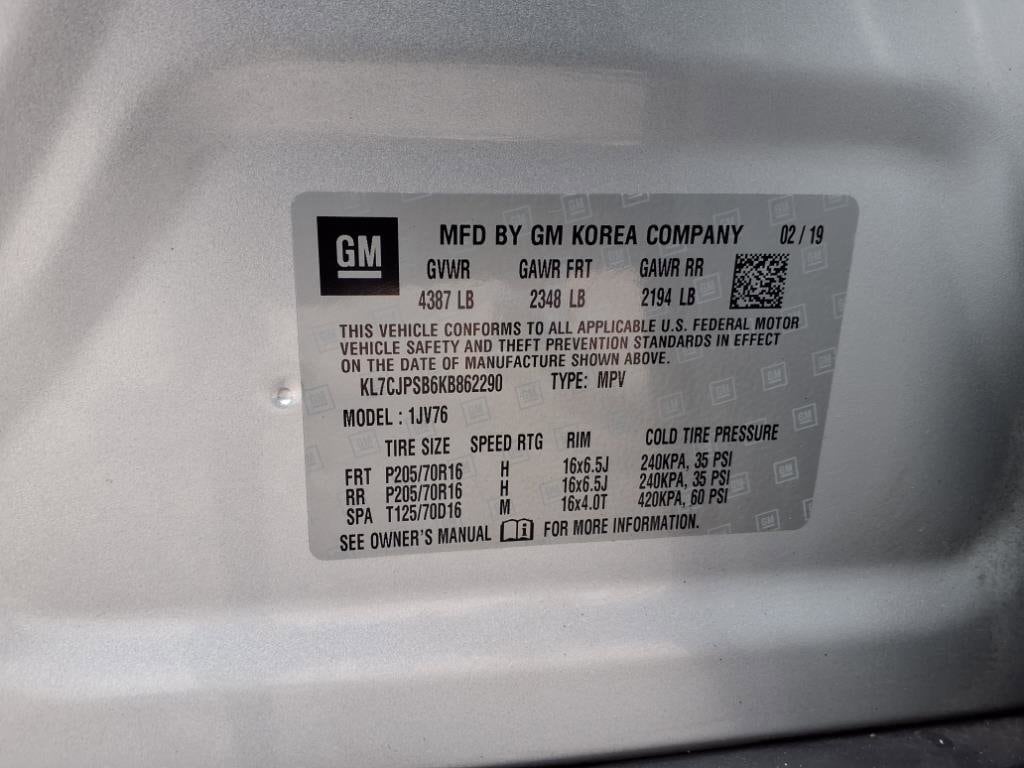 GM
MFD BY GM KOREA COMPANY 02 / 19
GVWR GAWR FRT GAWR RR
4387 LB 2348 LB 2194 LB
THIS VEHICLE CONFORMS TO ALL APPLICABLE U.S. FEDERAL MOTOR
VEHICLE SAFETY AND THEFT PREVENTION STANDARDS IN EFFECT
ON THE DATE OF MANUFACTURE SHOWN ABOVE.
KL7CJPSB6KB862290 TYPE: MPV
MODEL : 1JV76
TIRE SIZE SPEED RTG RIM COLD TIRE PRESSURE
FRT P205/70R16 H 16x6.5J 240KPA, 35 PSI
RR P205/70R16 H 16x6.5J 240KPA, 35 PSI
SPA T125/70D16 M 16x4.0T 420KPA, 60 PSI
SEE OWNER'S MANUAL FOR MORE INFORMATION.